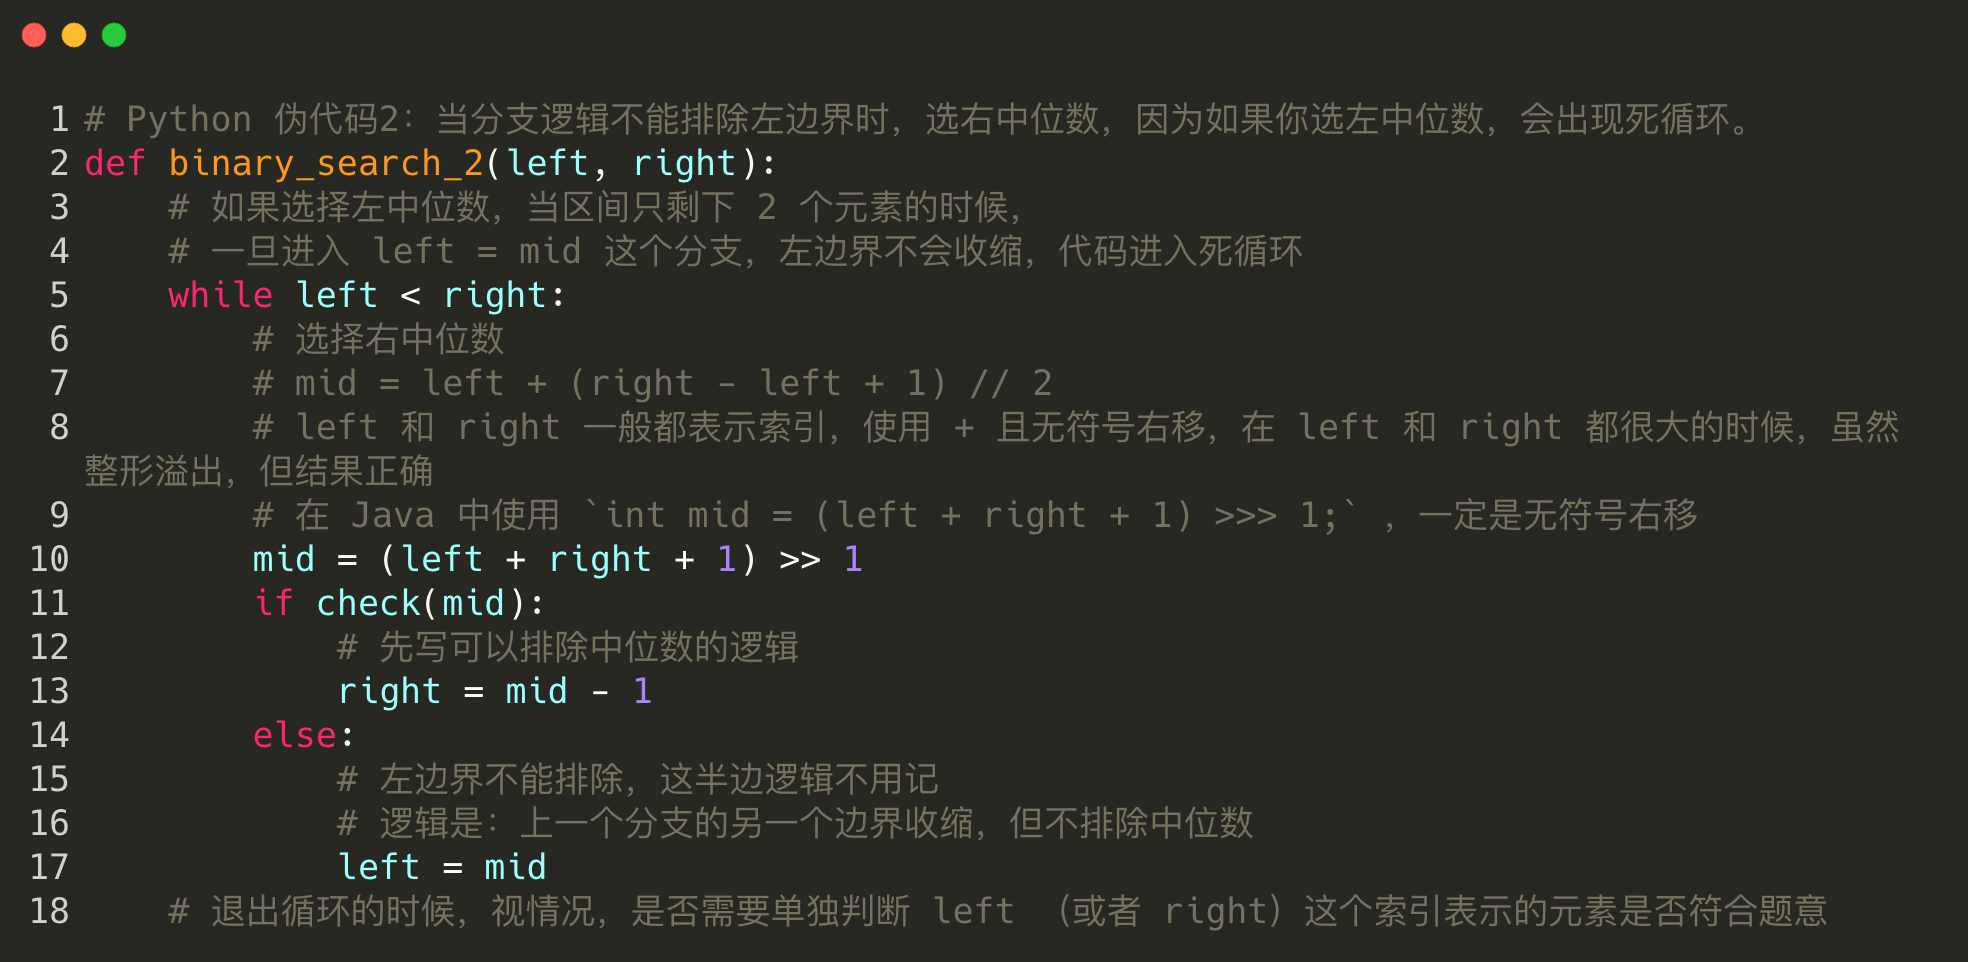 1 # Python 伪代码2：当分支逻辑不能排除左边界时，选右中位数，因为如果你选左中位数，会出现死循环。
2 def binary_search_2(left, right):
3     # 如果选择左中位数，当区间只剩下 2 个元素的时候，
4     # 一旦进入 left = mid 这个分支，左边界不会收缩，代码进入死循环
5     while left < right:
6         # 选择右中位数
7         # mid = left + (right - left + 1) // 2
8         # left 和 right 一般都表示索引，使用 + 且无符号右移，在 left 和 right 都很大的时候，虽然
整形溢出，但结果正确
9         # 在 Java 中使用 `int mid = (left + right + 1) >>> 1;` ，一定是无符号右移
10         mid = (left + right + 1) >> 1
11         if check(mid):
12             # 先写可以排除中位数的逻辑
13             right = mid - 1
14         else:
15             # 左边界不能排除，这半边逻辑不用记
16             # 逻辑是：上一个分支的另一个边界收缩，但不排除中位数
17             left = mid
18     # 退出循环的时候，视情况，是否需要单独判断 left （或者 right）这个索引表示的元素是否符合题意